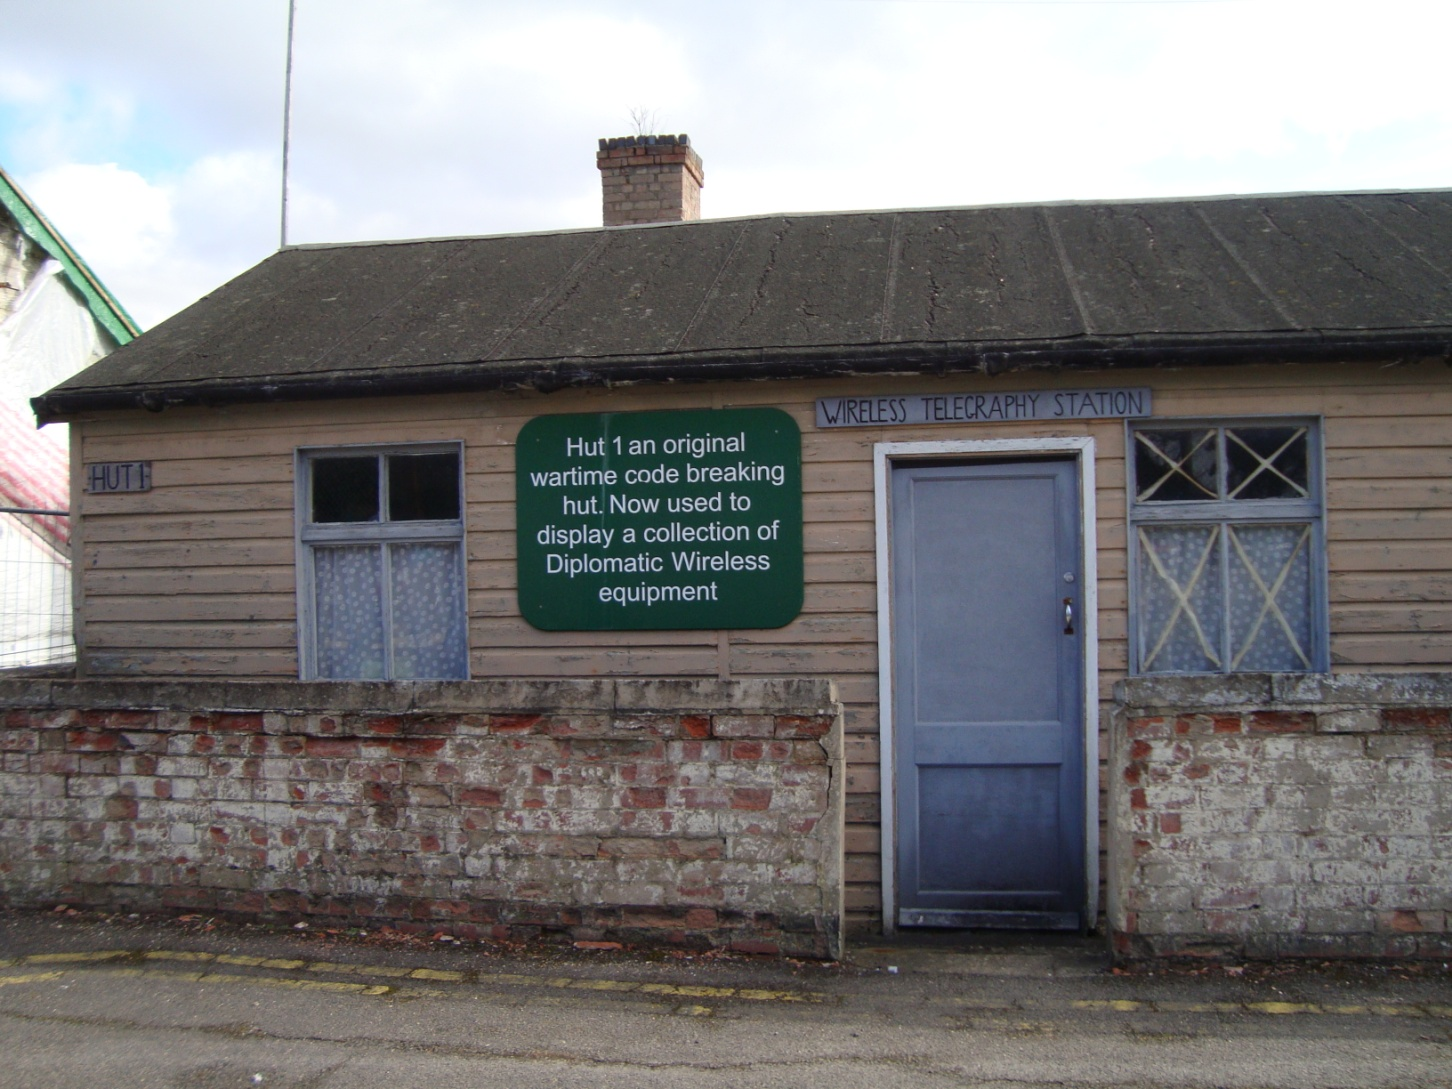 WIRELESS TELEGRAPHY STATION
HUT 1
Hut 1 an original
wartime code breaking
hut. Now used to
display a collection of
Diplomatic Wireless
equipment